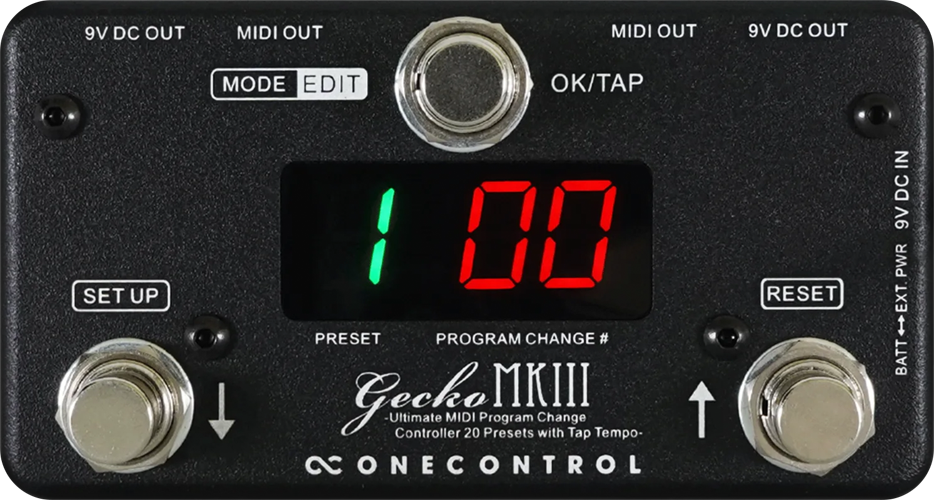 9V DC OUT
MIDI OUT
MIDI OUT
9V DC OUT
MODE EDIT
OK/TAP
9V DC IN
BATT↔EXT. PWR
1 00
SET UP
RESET
PRESET
PROGRAM CHANGE #
Gecko MKIII
-Ultimate MIDI Program Change
Controller 20 Presets with Tap Tempo-
ONECONTROL